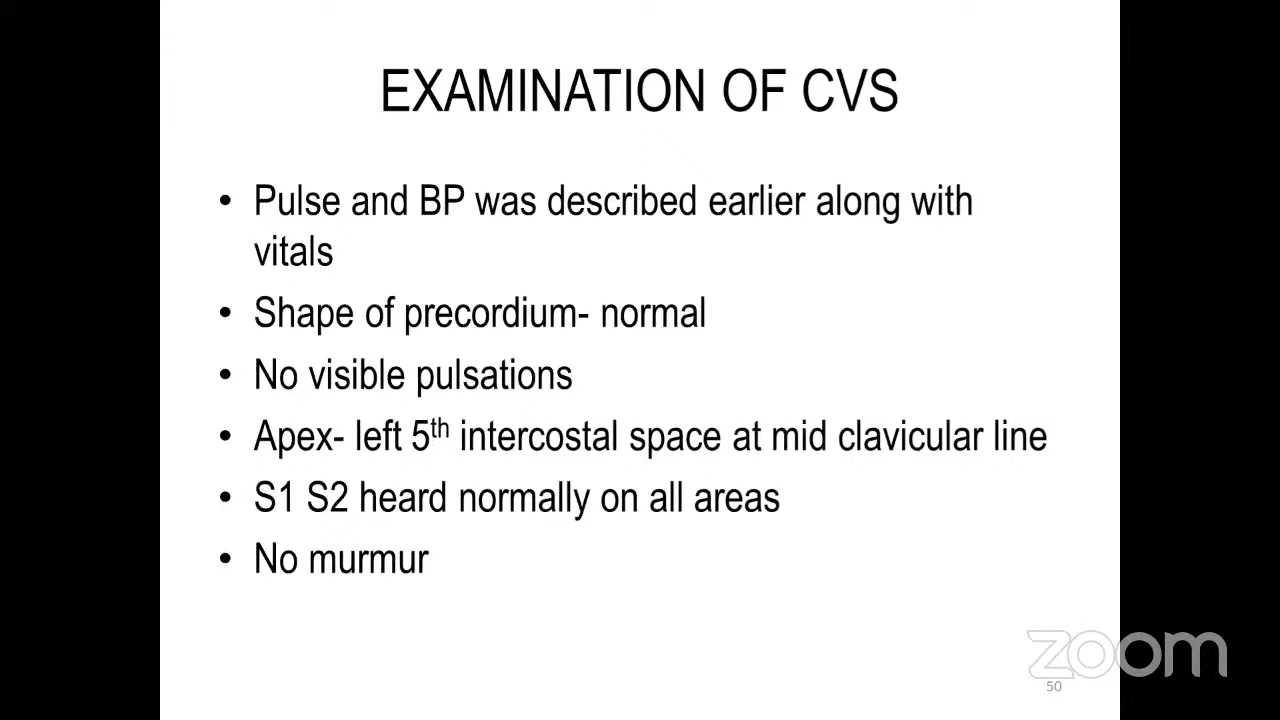 EXAMINATION OF CVS
• Pulse and BP was described earlier along with
vitals
• Shape of precordium- normal
• No visible pulsations
• Apex- left 5th intercostal space at mid clavicular line
• S1 S2 heard normally on all areas
• No murmur
zoom
50